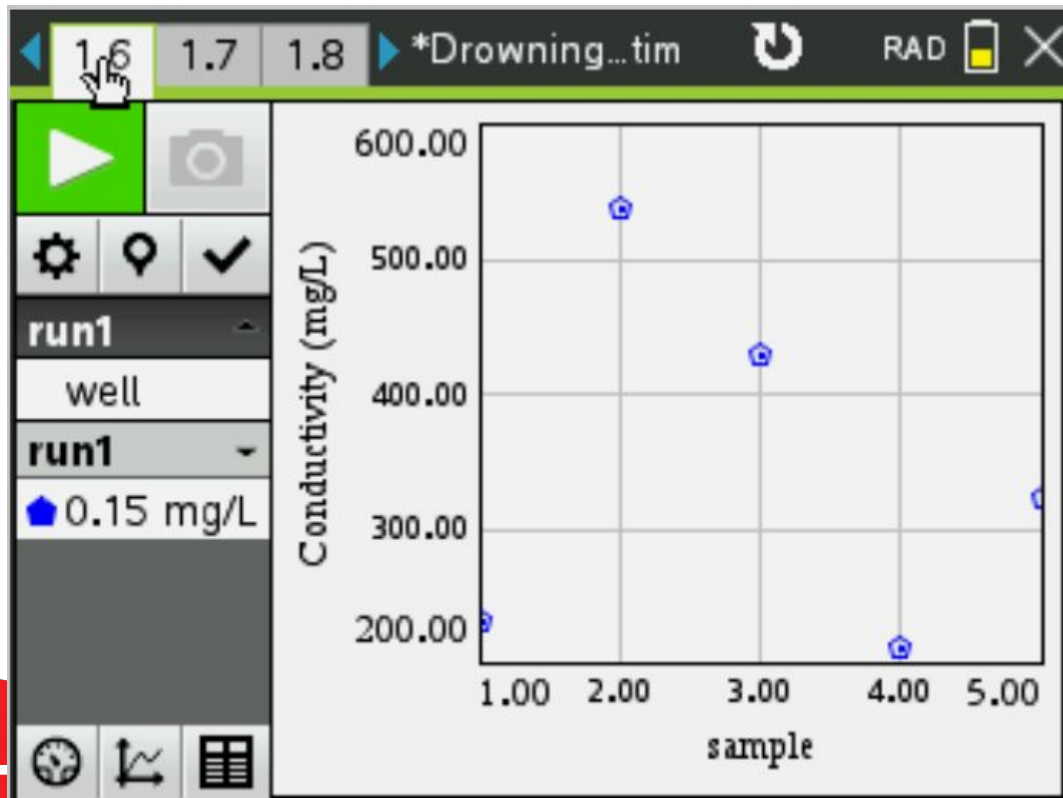 1.6 1.7 1.8 *Drowning...tim RAD
run1
well
run1
0.15 mg/L
600.00
500.00
400.00
300.00
200.00
Conductivity (mg/L)
1.00 2.00 3.00 4.00 5.00
sample